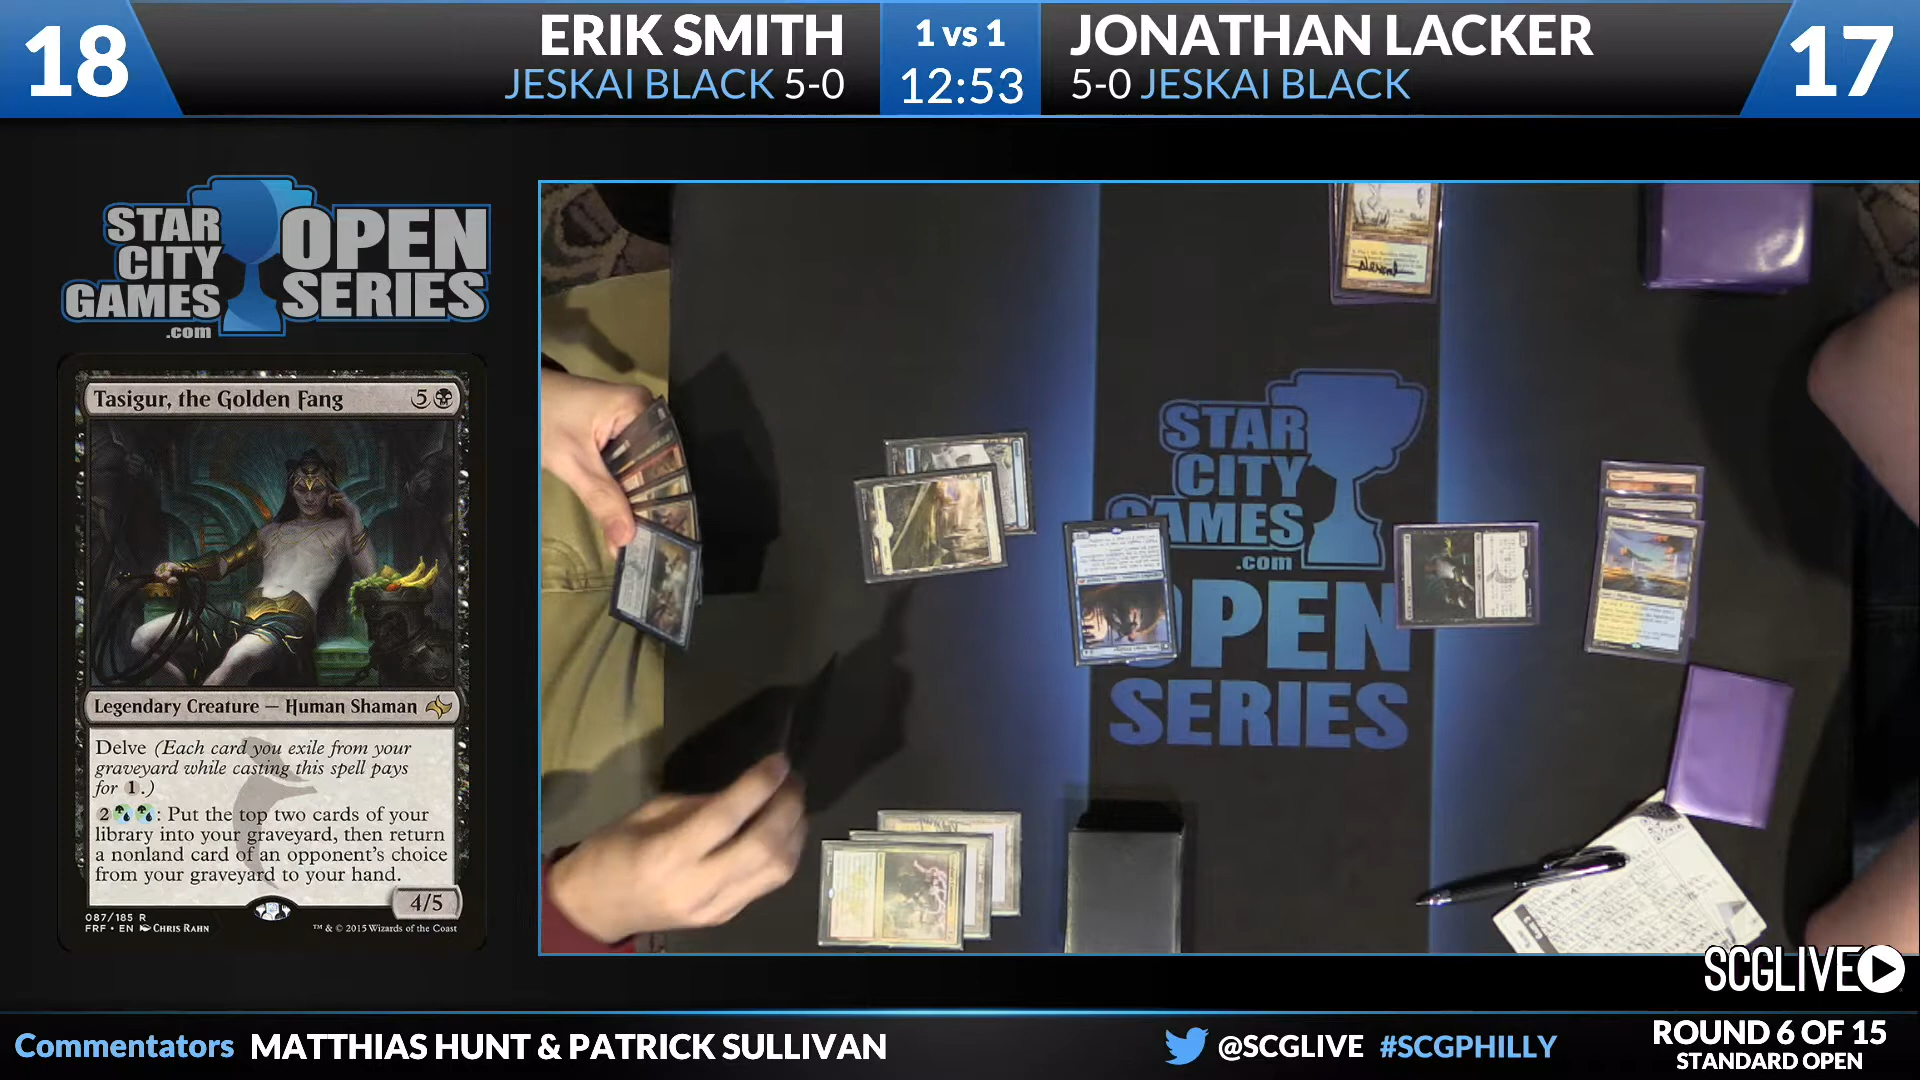 18
ERIK SMITH
JESKAI BLACK 5-0
1 vs 1
12:53
JONATHAN LACKER
5-0 JESKAI BLACK
17
STAR
CITY
GAMES
.com
OPEN
SERIES
Tasigur, the Golden Fang 5
Legendary Creature — Human Shaman
Delve (Each card you exile from your
graveyard while casting this spell pays
for 1.)
2 : Put the top two cards of your
library into your graveyard, then return
a nonland card of an opponent's choice
from your graveyard to your hand.
4/5
087/185 R
FRF • EN CHRIS RAHN
™ & © 2015 Wizards of the Coast
STAR
CITY
GAMES
.com
OPEN
SERIES
SCGLIVE
Commentators MATTHIAS HUNT & PATRICK SULLIVAN
@SCGLIVE #SCGPHILLY
ROUND 6 OF 15
STANDARD OPEN